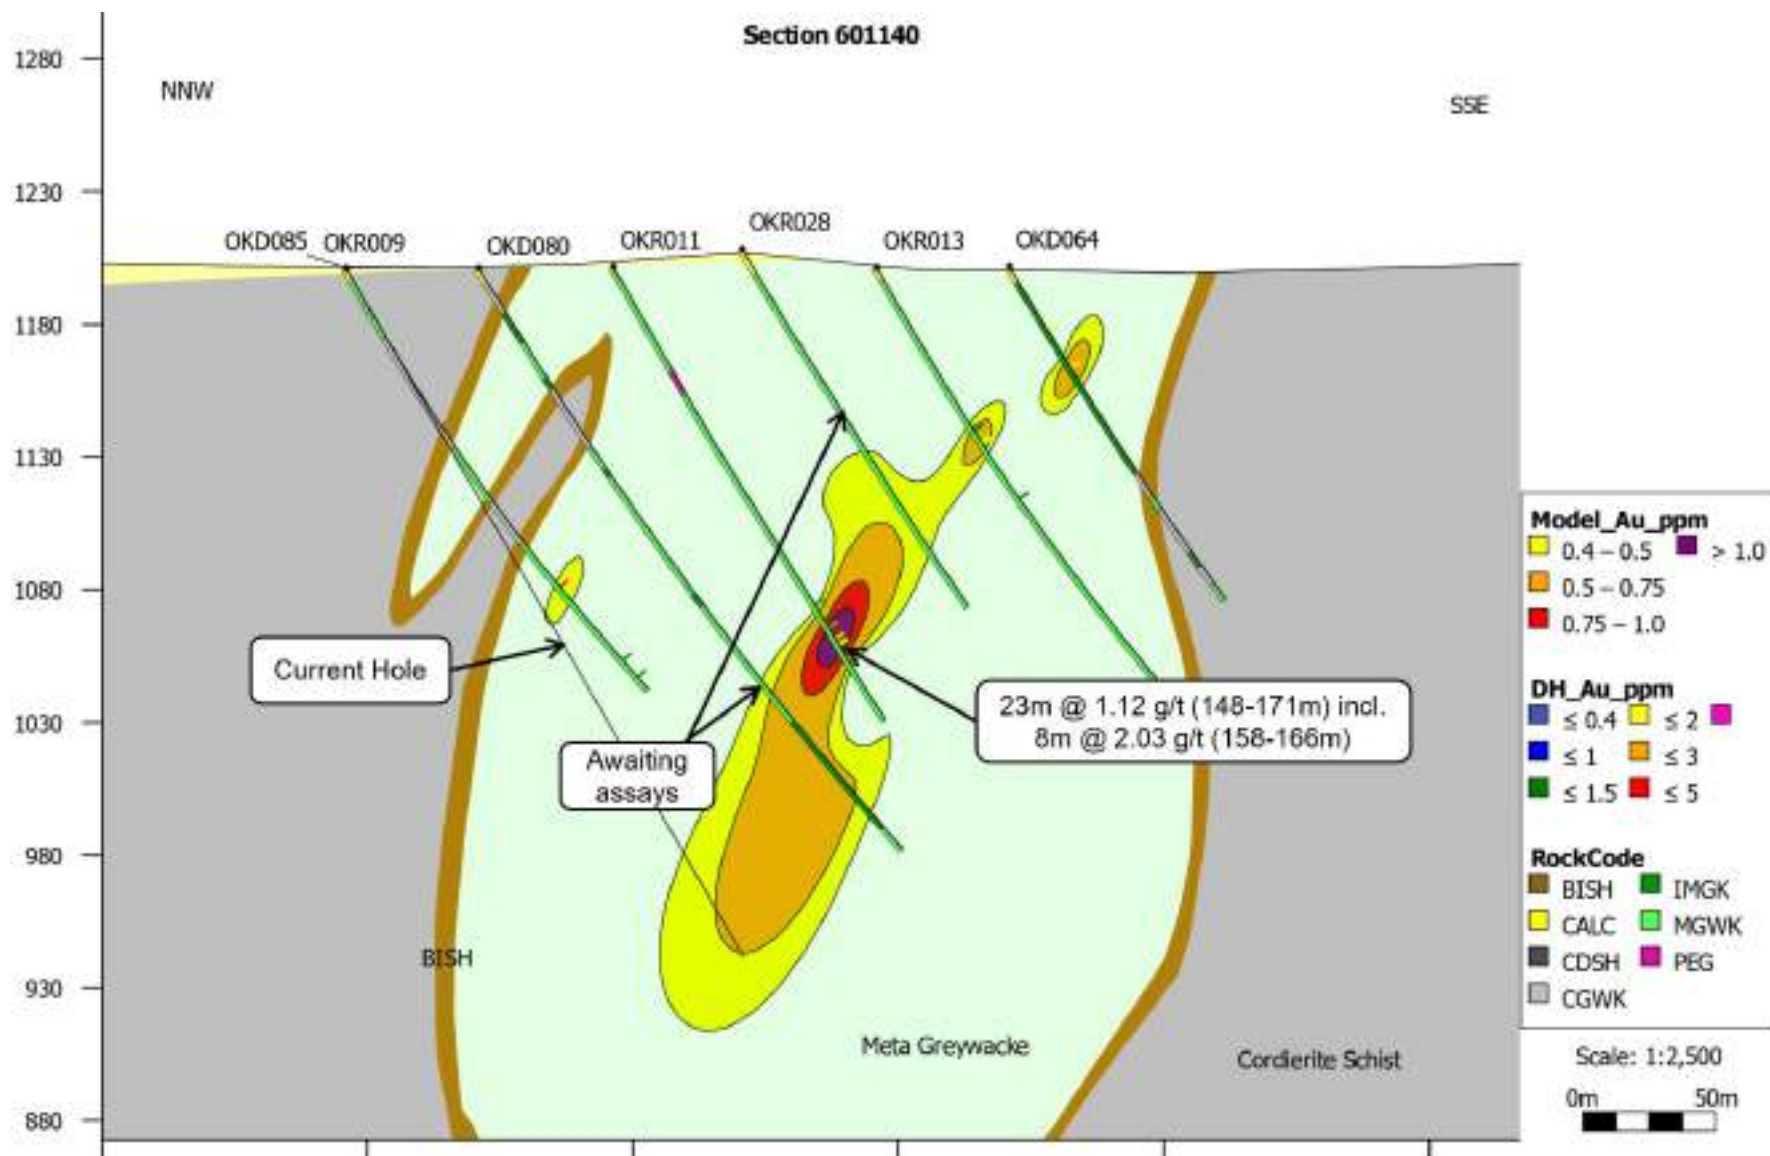 Section 601140
1280
NNW
SSE
1230
OKD085 OKR009 OKD080 OKR011 OKR028 OKR013 OKD064
1180
1130
1080
1030
980
930
880
Current Hole
Awaiting
assays
23m @ 1.12 g/t (148-171m) incl.
8m @ 2.03 g/t (158-166m)
BISH
Meta Greywacke
Cordierite Schist
Model_Au_ppm
0.4 – 0.5 > 1.0
0.5 – 0.75
0.75 – 1.0
DH_Au_ppm
≤ 0.4 ≤ 2
≤ 1 ≤ 3
≤ 1.5 ≤ 5
RockCode
BISH IMGK
CALC MGWK
CDSH PEG
CGWK
Scale: 1:2,500
0m 50m